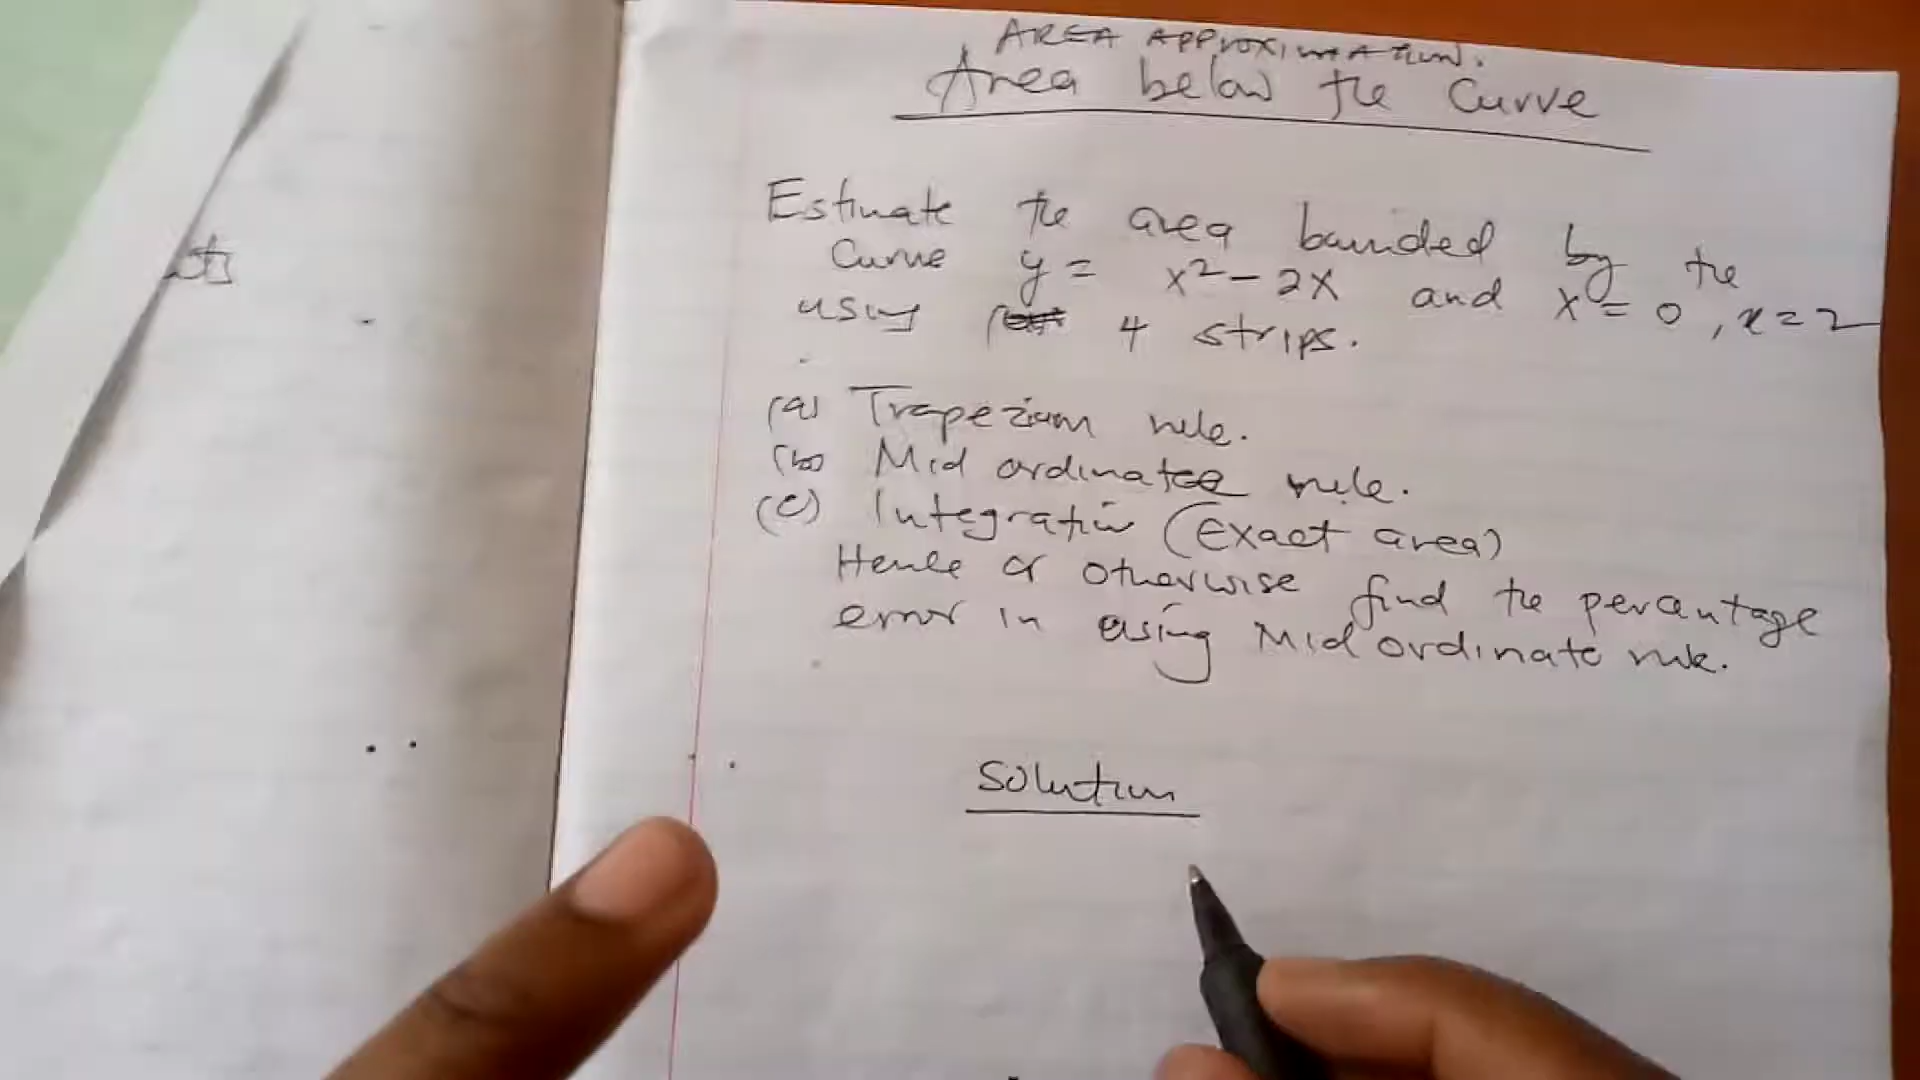 AREA APPROXIMATION.
Area below the Curve
Estimate the area bounded by the
Curve y = x² - 2x and x = 0, x = 2
using 4 strips.
(a) Trapezium rule.
(b) Mid ordinate rule.
(c) Integration (Exact area)
Hence or otherwise find the percentage
error in using Mid ordinate rule.
Solution